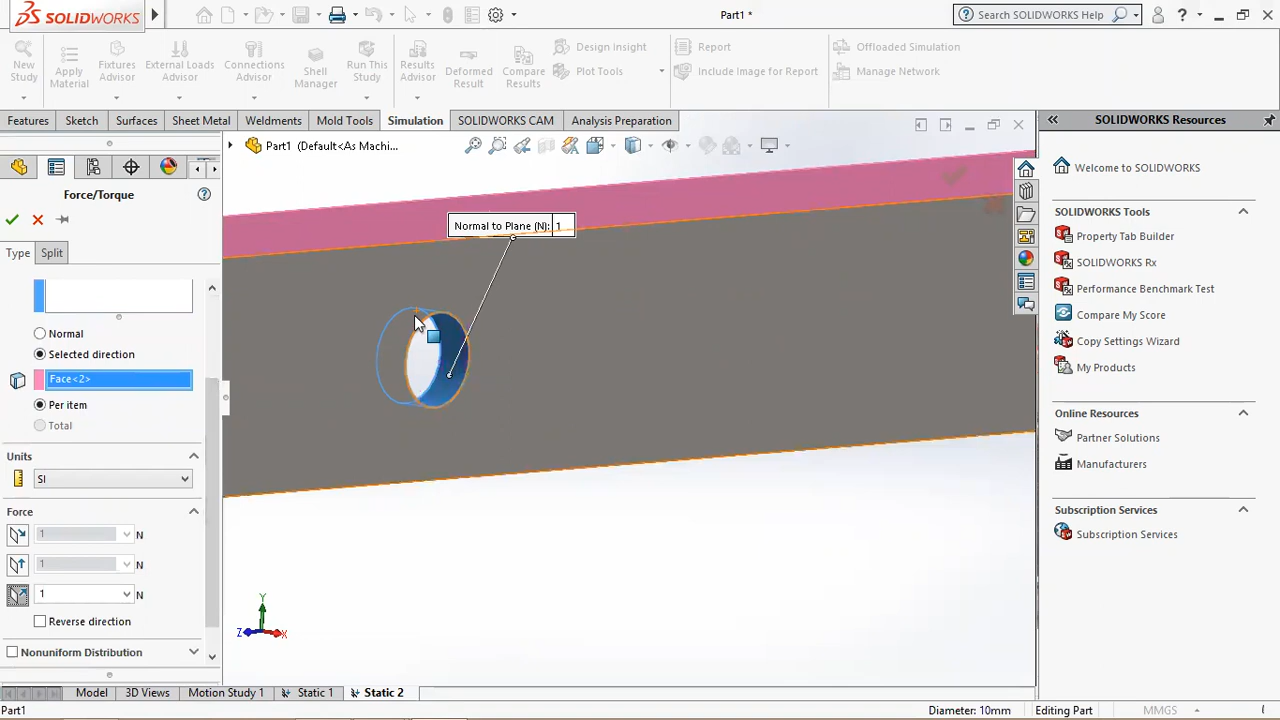 SOLIDWORKS
Part1 *
Search SOLIDWORKS Help
New Study
Apply Material
Fixtures Advisor
External Loads Advisor
Connections Advisor
Shell Manager
Run This Study
Results Advisor
Deformed Result
Compare Results
Design Insight
Plot Tools
Report
Include Image for Report
Offloaded Simulation
Manage Network
Features
Sketch
Surfaces
Sheet Metal
Weldments
Mold Tools
Simulation
SOLIDWORKS CAM
Analysis Preparation
Part1 (Default<As Machi...
SOLIDWORKS Resources
Force/Torque
Type
Split
Normal
Selected direction
Face<2>
Per item
Total
Units
SI
Force
1 N
1 N
1 N
Reverse direction
Nonuniform Distribution
Normal to Plane (N): 1
Y
Z
X
Welcome to SOLIDWORKS
SOLIDWORKS Tools
Property Tab Builder
SOLIDWORKS Rx
Performance Benchmark Test
Compare My Score
Copy Settings Wizard
My Products
Online Resources
Partner Solutions
Manufacturers
Subscription Services
Subscription Services
Model
3D Views
Motion Study 1
Static 1
Static 2
Part1
Diameter: 10mm
Editing Part
MMGS